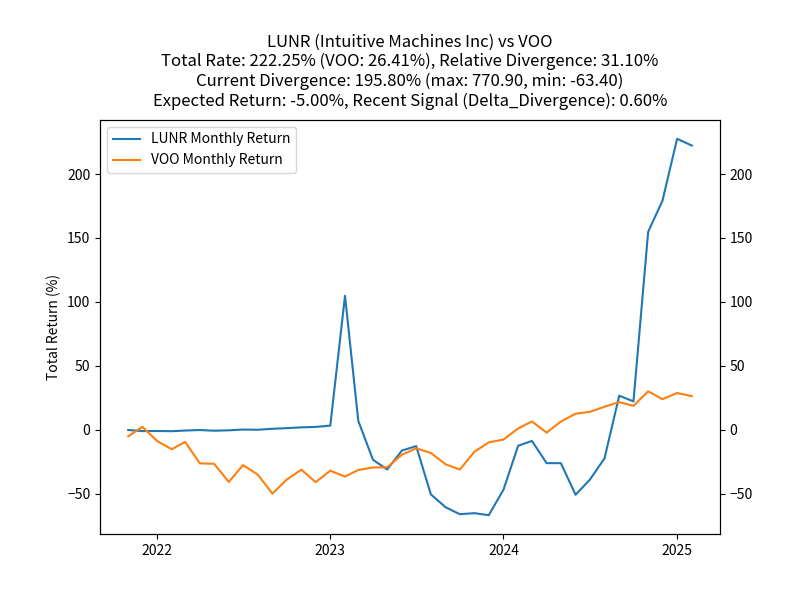 LUNR (Intuitive Machines Inc) vs VOO
Total Rate: 222.25% (VOO: 26.41%), Relative Divergence: 31.10%
Current Divergence: 195.80% (max: 770.90, min: -63.40)
Expected Return: -5.00%, Recent Signal (Delta_Divergence): 0.60%
LUNR Monthly Return
VOO Monthly Return
Total Return (%)
200
150
100
50
0
−50
200
150
100
50
0
−50
2022
2023
2024
2025